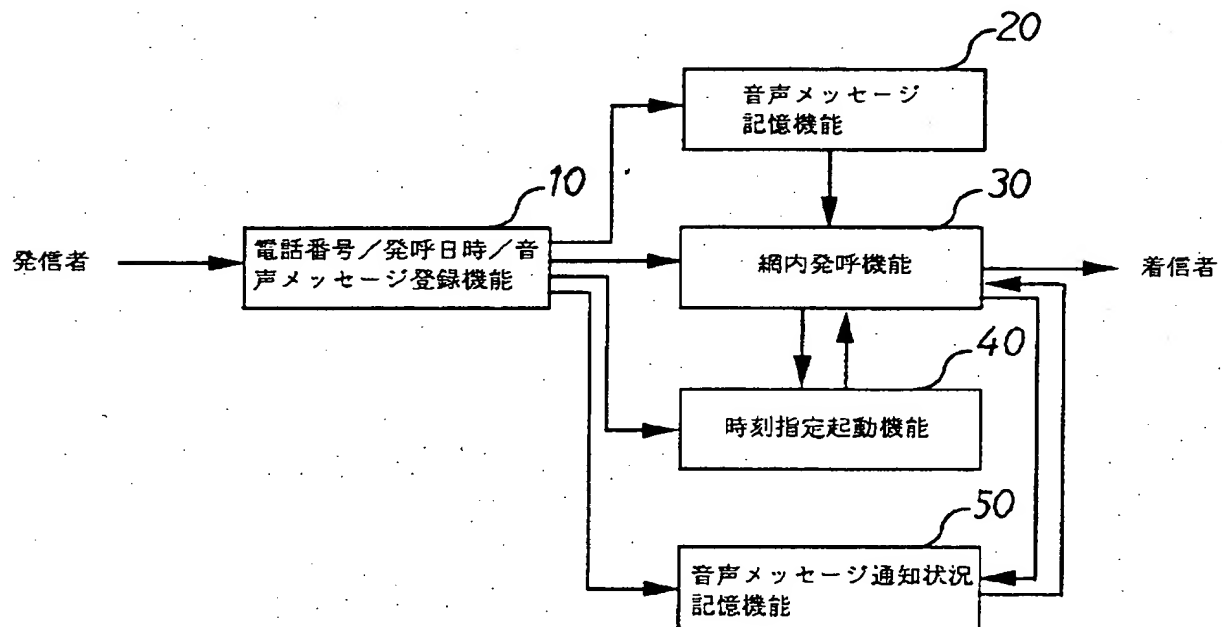 20
音声メッセージ
記憶機能
10
30
発信者
電話番号／発呼日時／音
声メッセージ登録機能
網内発呼機能
着信者
40
時刻指定起動機能
50
音声メッセージ通知状況
記憶機能